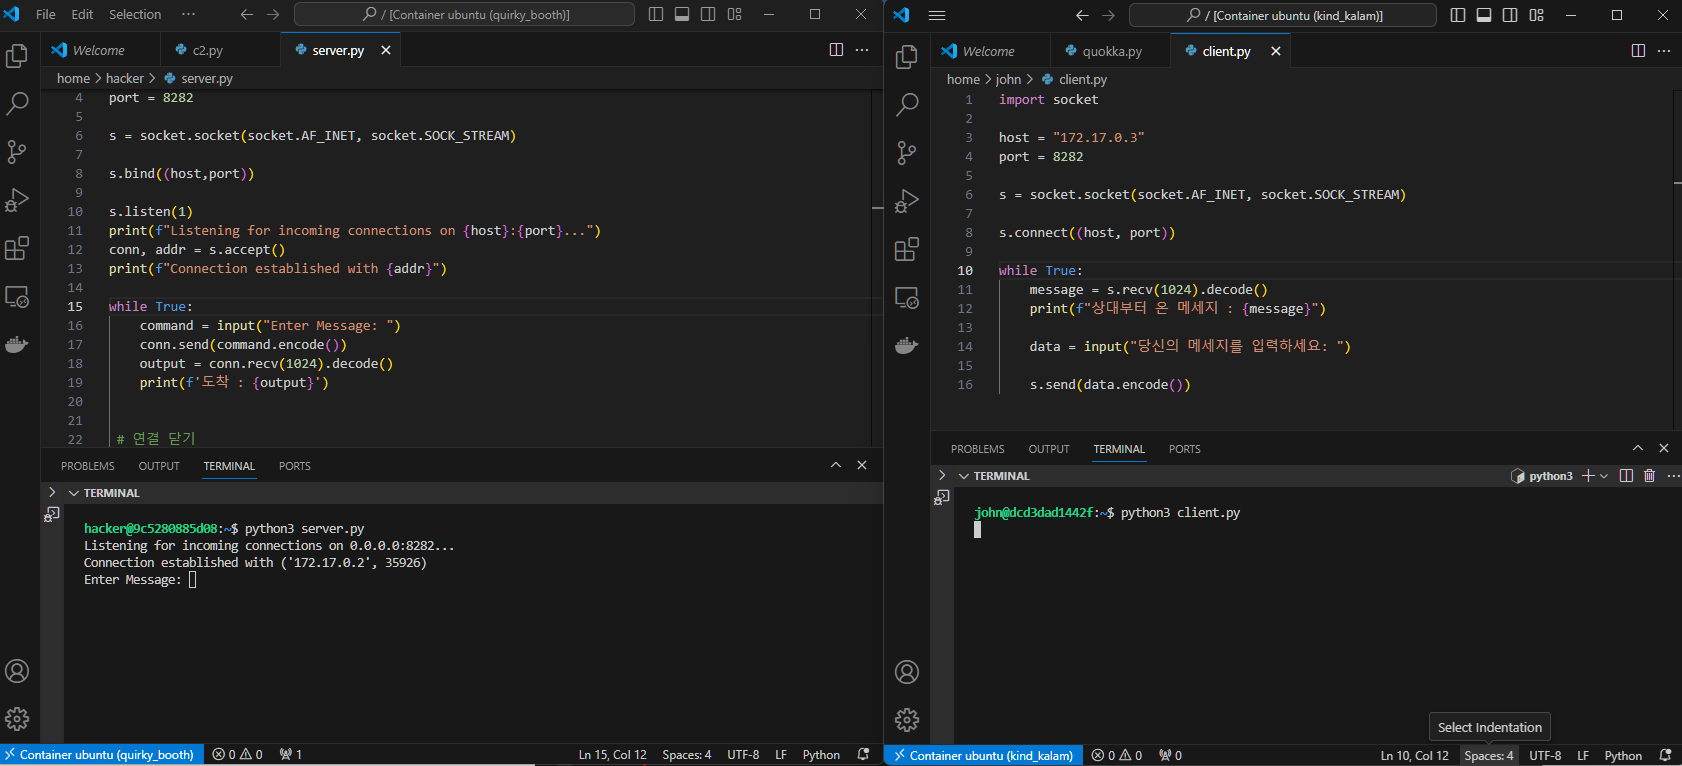 File Edit Selection ··· / [Container ubuntu (quirky_booth)]
Welcome c2.py server.py
home > hacker > server.py
4 port = 8282
5
6 s = socket.socket(socket.AF_INET, socket.SOCK_STREAM)
7
8 s.bind((host,port))
9
10 s.listen(1)
11 print(f"Listening for incoming connections on {host}:{port}...")
12 conn, addr = s.accept()
13 print(f"Connection established with {addr}")
14
15 while True:
16 command = input("Enter Message: ")
17 conn.send(command.encode())
18 output = conn.recv(1024).decode()
19 print(f'도착 : {output}')
20
21
22 # 연결 닫기
PROBLEMS OUTPUT TERMINAL PORTS
TERMINAL
hacker@9c5280885d08:~$ python3 server.py
Listening for incoming connections on 0.0.0.0:8282...
Connection established with ('172.17.0.2', 35926)
Enter Message:
Container ubuntu (quirky_booth) 0 0 1 Ln 15, Col 12 Spaces: 4 UTF-8 LF Python
/ [Container ubuntu (kind_kalam)]
Welcome quokka.py client.py
home > john > client.py
1 import socket
2
3 host = "172.17.0.3"
4 port = 8282
5
6 s = socket.socket(socket.AF_INET, socket.SOCK_STREAM)
7
8 s.connect((host, port))
9
10 while True:
11 message = s.recv(1024).decode()
12 print(f"상대부터 온 메세지 : {message}")
13
14 data = input("당신의 메세지를 입력하세요: ")
15
16 s.send(data.encode())
PROBLEMS OUTPUT TERMINAL PORTS
TERMINAL python3
john@dcd3dad1442f:~$ python3 client.py
Select Indentation
Container ubuntu (kind_kalam) 0 0 0 Ln 10, Col 12 Spaces: 4 UTF-8 LF Python